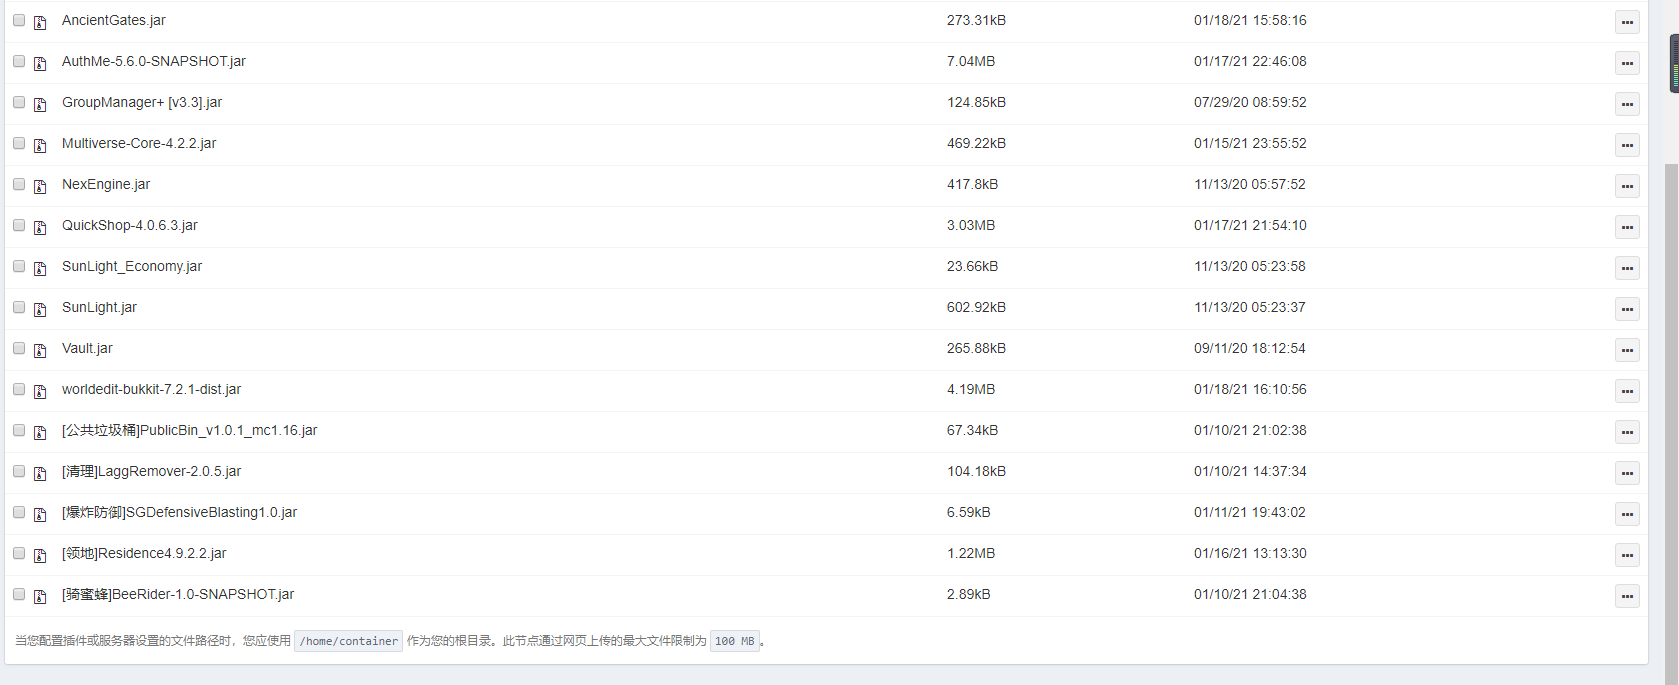 AncientGates.jar 273.31kB 01/18/21 15:58:16
AuthMe-5.6.0-SNAPSHOT.jar 7.04MB 01/17/21 22:46:08
GroupManager+ [v3.3].jar 124.85kB 07/29/20 08:59:52
Multiverse-Core-4.2.2.jar 469.22kB 01/15/21 23:55:52
NexEngine.jar 417.8kB 11/13/20 05:57:52
QuickShop-4.0.6.3.jar 3.03MB 01/17/21 21:54:10
SunLight_Economy.jar 23.66kB 11/13/20 05:23:58
SunLight.jar 602.92kB 11/13/20 05:23:37
Vault.jar 265.88kB 09/11/20 18:12:54
worldedit-bukkit-7.2.1-dist.jar 4.19MB 01/18/21 16:10:56
[公共垃圾桶]PublicBin_v1.0.1_mc1.16.jar 67.34kB 01/10/21 21:02:38
[清理]LaggRemover-2.0.5.jar 104.18kB 01/10/21 14:37:34
[爆炸防御]SGDefensiveBlasting1.0.jar 6.59kB 01/11/21 19:43:02
[领地]Residence4.9.2.2.jar 1.22MB 01/16/21 13:13:30
[骑蜜蜂]BeeRider-1.0-SNAPSHOT.jar 2.89kB 01/10/21 21:04:38
当您配置插件或服务器设置的文件路径时，您应使用 /home/container 作为您的根目录。此节点通过网页上传的最大文件限制为 100 MB 。